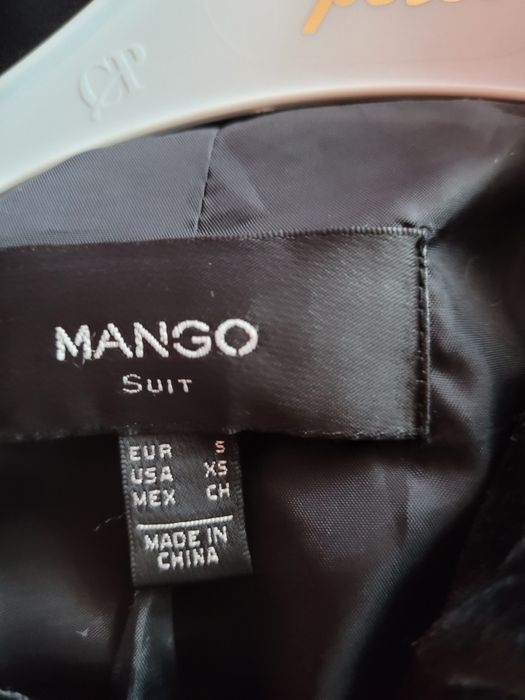 MANGO
SUIT
EUR S
USA XS
MEX CH
MADE IN
CHINA